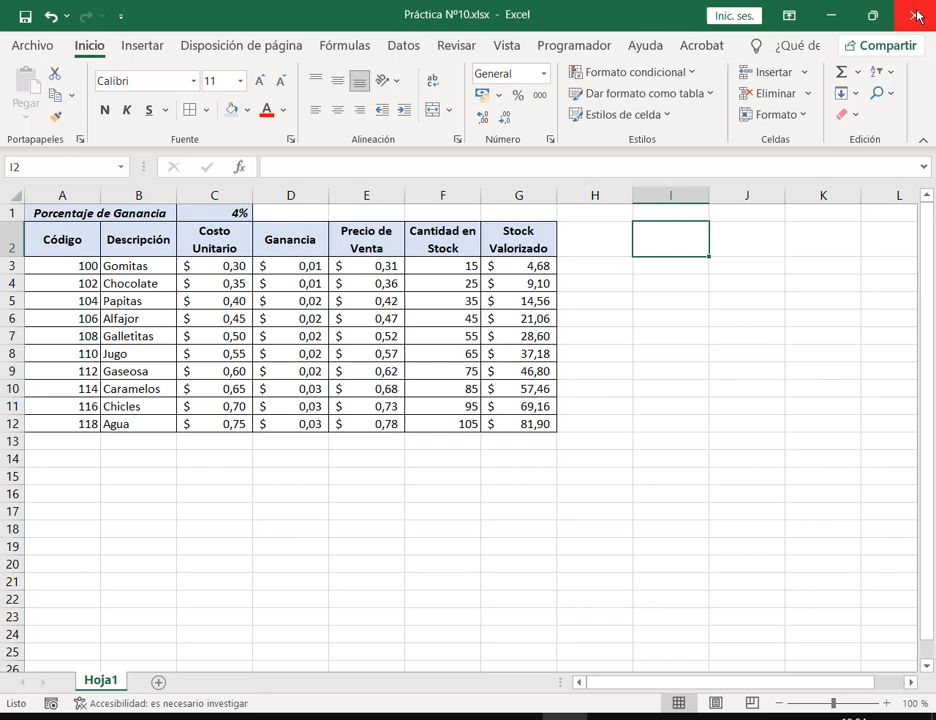 Práctica Nº10.xlsx - Excel
Inic. ses.
Archivo Inicio Insertar Disposición de página Fórmulas Datos Revisar Vista Programador Ayuda Acrobat ¿Qué de Compartir
Pegar
Calibri 11
General
Formato condicional
Insertar
N K S
% 000
Dar formato como tabla
Eliminar
Estilos de celda
Formato
Portapapeles Fuente Alineación Número Estilos Celdas Edición
I2
fx
A B C D E F G H I J K L
1 Porcentaje de Ganancia 4%
2 Código Descripción Costo Unitario Ganancia Precio de Venta Cantidad en Stock Stock Valorizado
3 100 Gomitas $ 0,30 $ 0,01 $ 0,31 15 $ 4,68
4 102 Chocolate $ 0,35 $ 0,01 $ 0,36 25 $ 9,10
5 104 Papitas $ 0,40 $ 0,02 $ 0,42 35 $ 14,56
6 106 Alfajor $ 0,45 $ 0,02 $ 0,47 45 $ 21,06
7 108 Galletitas $ 0,50 $ 0,02 $ 0,52 55 $ 28,60
8 110 Jugo $ 0,55 $ 0,02 $ 0,57 65 $ 37,18
9 112 Gaseosa $ 0,60 $ 0,02 $ 0,62 75 $ 46,80
10 114 Caramelos $ 0,65 $ 0,03 $ 0,68 85 $ 57,46
11 116 Chicles $ 0,70 $ 0,03 $ 0,73 95 $ 69,16
12 118 Agua $ 0,75 $ 0,03 $ 0,78 105 $ 81,90
13
14
15
16
17
18
19
20
21
22
23
24
25
26
Hoja1
Listo Accesibilidad: es necesario investigar 100 %